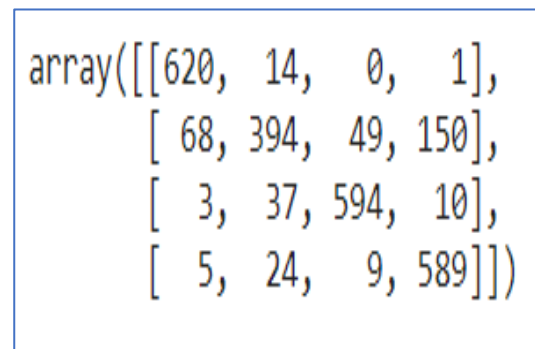 array([[620, 14, 0, 1],
[ 68, 394, 49, 150],
[ 3, 37, 594, 10],
[ 5, 24, 9, 589]])